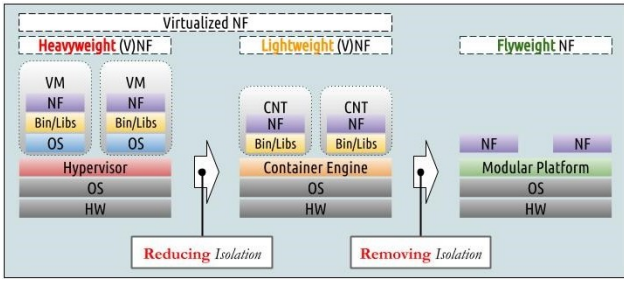 Virtualized NF
Heavyweight (V)NF
Lightweight (V)NF
Flyweight NF
VM
VM
NF
NF
Bin/Libs
Bin/Libs
OS
OS
Hypervisor
OS
HW
CNT
CNT
NF
NF
Bin/Libs
Bin/Libs
Container Engine
OS
HW
NF
NF
Modular Platform
OS
HW
Reducing Isolation
Removing Isolation